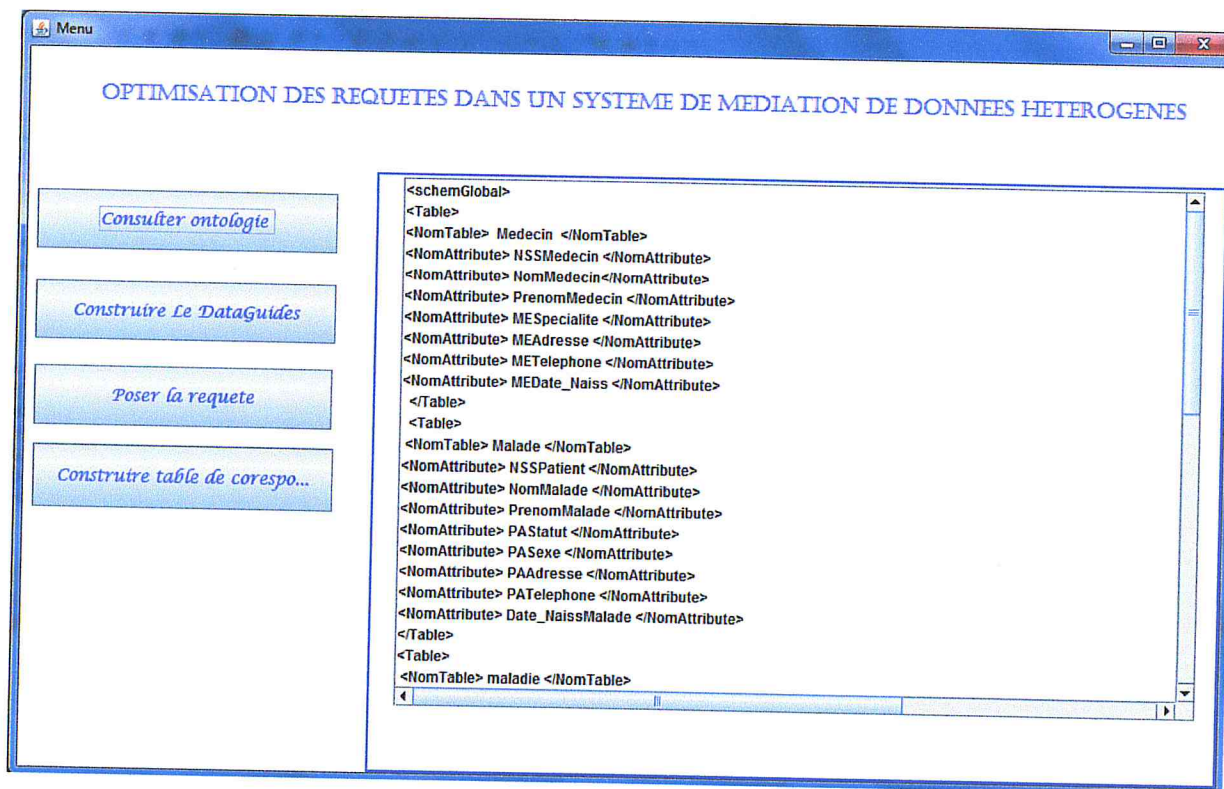 Menu
OPTIMISATION DES REQUETES DANS UN SYSTEME DE MEDIATION DE DONNEES HETEROGENES
Consulter ontologie
Construire Le DataGuides
Poser la requete
Construire table de corespo...
<schemGlobal>
<Table>
<NomTable> Medecin </NomTable>
<NomAttribute> NSSMedecin </NomAttribute>
<NomAttribute> NomMedecin</NomAttribute>
<NomAttribute> PrenomMedecin </NomAttribute>
<NomAttribute> MESpecialite </NomAttribute>
<NomAttribute> MEAdresse </NomAttribute>
<NomAttribute> METelephone </NomAttribute>
<NomAttribute> MEDate_Naiss </NomAttribute>
</Table>
<Table>
<NomTable> Malade </NomTable>
<NomAttribute> NSSPatient </NomAttribute>
<NomAttribute> NomMalade </NomAttribute>
<NomAttribute> PrenomMalade </NomAttribute>
<NomAttribute> PAStatut </NomAttribute>
<NomAttribute> PASexe </NomAttribute>
<NomAttribute> PAAdresse </NomAttribute>
<NomAttribute> PATelephone </NomAttribute>
<NomAttribute> Date_NaissMalade </NomAttribute>
</Table>
<Table>
<NomTable> maladie </NomTable>